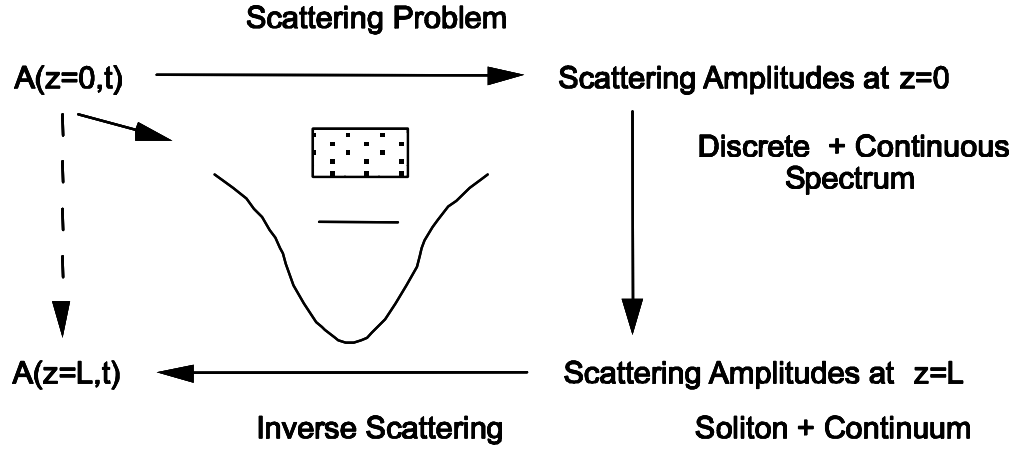 Scattering Problem
A(z=0,t)
Scattering Amplitudes at z=0
Discrete + Continuous
Spectrum
A(z=L,t)
Scattering Amplitudes at z=L
Inverse Scattering
Soliton + Continuum